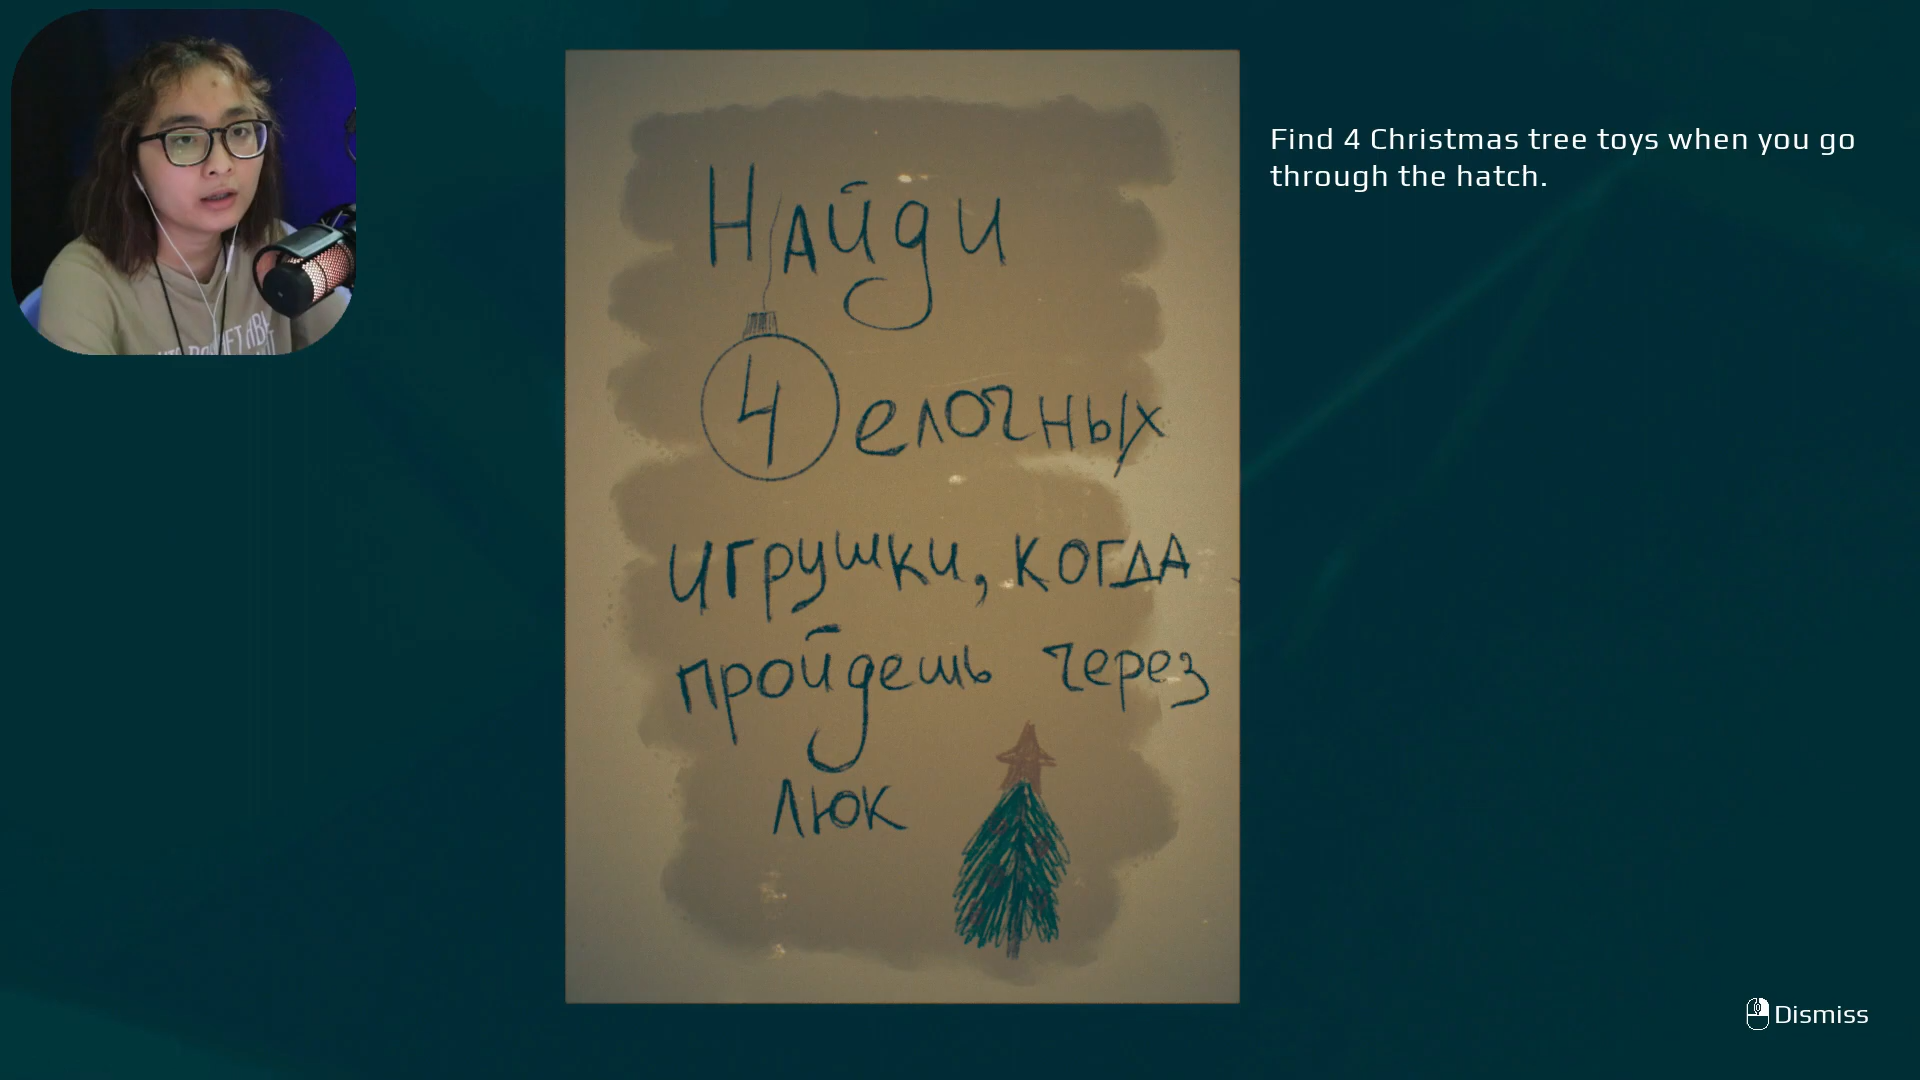 Найди
4 елочных
игрушки, когда
пройдешь через
люк
Find 4 Christmas tree toys when you go
through the hatch.
Dismiss